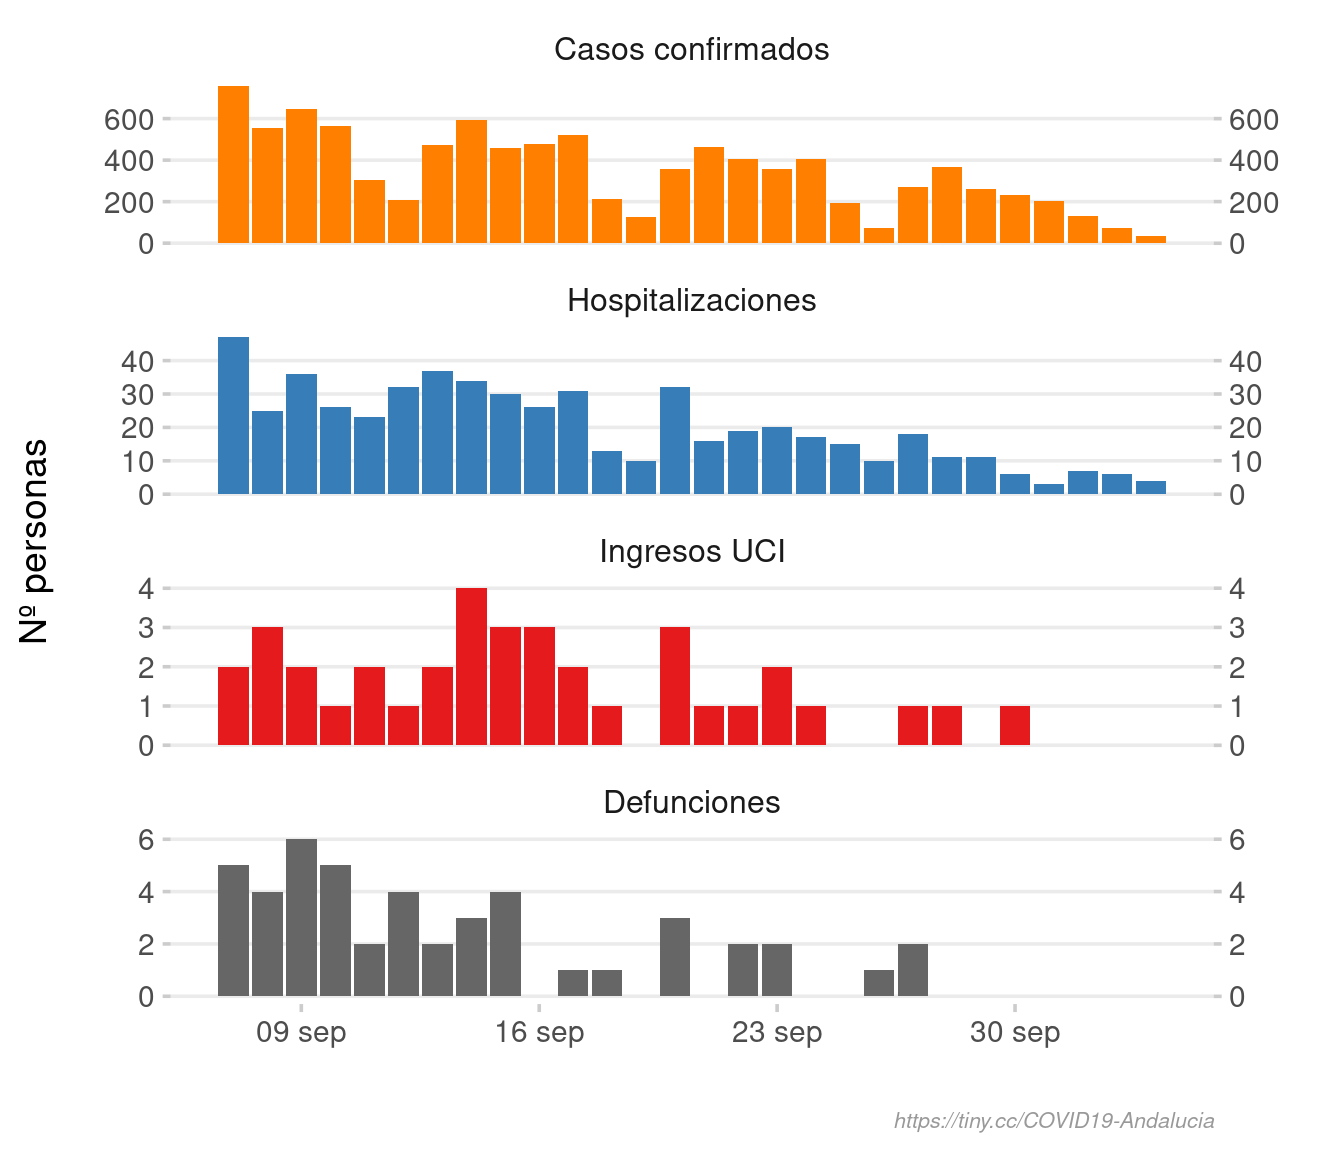 Casos confirmados
600 600
400 400
200 200
0 0
Hospitalizaciones
40 40
30 30
20 20
10 10
0 0
Nº personas
Ingresos UCI
4 4
3 3
2 2
1 1
0 0
Defunciones
6 6
4 4
2 2
0 0
09 sep 16 sep 23 sep 30 sep
https://tiny.cc/COVID19-Andalucia